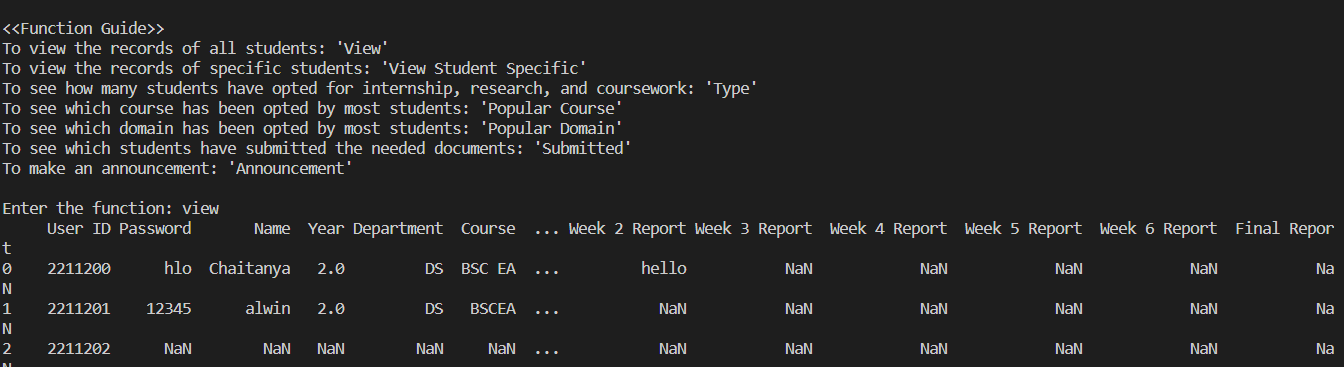 <<Function Guide>>
To view the records of all students: 'View'
To view the records of specific students: 'View Student Specific'
To see how many students have opted for internship, research, and coursework: 'Type'
To see which course has been opted by most students: 'Popular Course'
To see which domain has been opted by most students: 'Popular Domain'
To see which students have submitted the needed documents: 'Submitted'
To make an announcement: 'Announcement'
Enter the function: view
User ID Password Name Year Department Course ... Week 2 Report Week 3 Report Week 4 Report Week 5 Report Week 6 Report Final Repor
t
0 2211200 hlo Chaitanya 2.0 DS BSC EA ... hello NaN NaN NaN NaN Na
N
1 2211201 12345 alwin 2.0 DS BSCEA ... NaN NaN NaN NaN NaN Na
N
2 2211202 NaN NaN NaN NaN NaN ... NaN NaN NaN NaN NaN Na
N